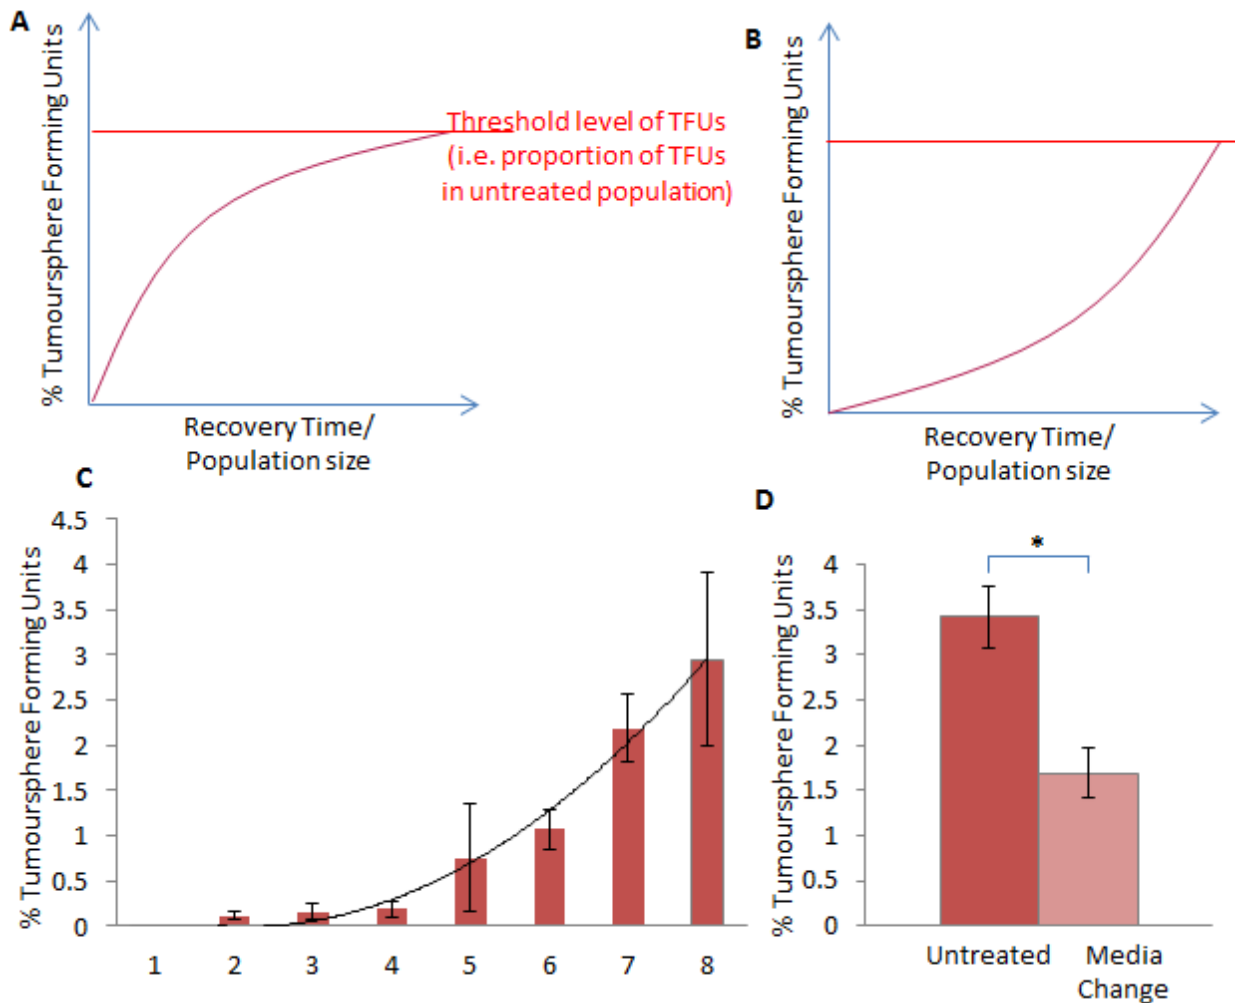 A
% Tumoursphere Forming Units
Threshold level of TFUs
(i.e. proportion of TFUs
in untreated population)
Recovery Time/
Population size
B
% Tumoursphere Forming Units
Recovery Time/
Population size
C
% Tumoursphere Forming Units
4.5
4
3.5
3
2.5
2
1.5
1
0.5
0
1 2 3 4 5 6 7 8
D
% Tumoursphere Forming Units
*
4
3.5
3
2.5
2
1.5
1
0.5
0
Untreated Media
Change